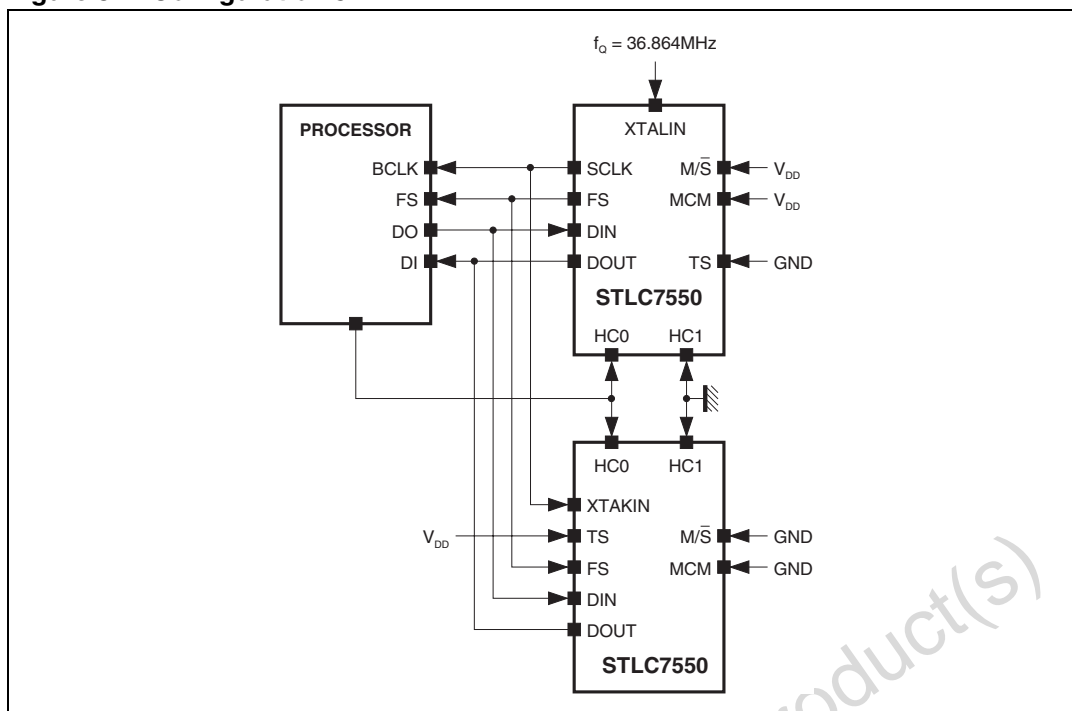 f_Q = 36.864MHz
PROCESSOR
BCLK
FS
DO
DI
XTALIN
SCLK
FS
DIN
DOUT
M/S̅
MCM
TS
V_DD
V_DD
GND
STLC7550
HC0 HC1
HC0 HC1
XTAKIN
TS
FS
DIN
DOUT
V_DD
M/S̅
MCM
GND
GND
STLC7550
roduct(s)